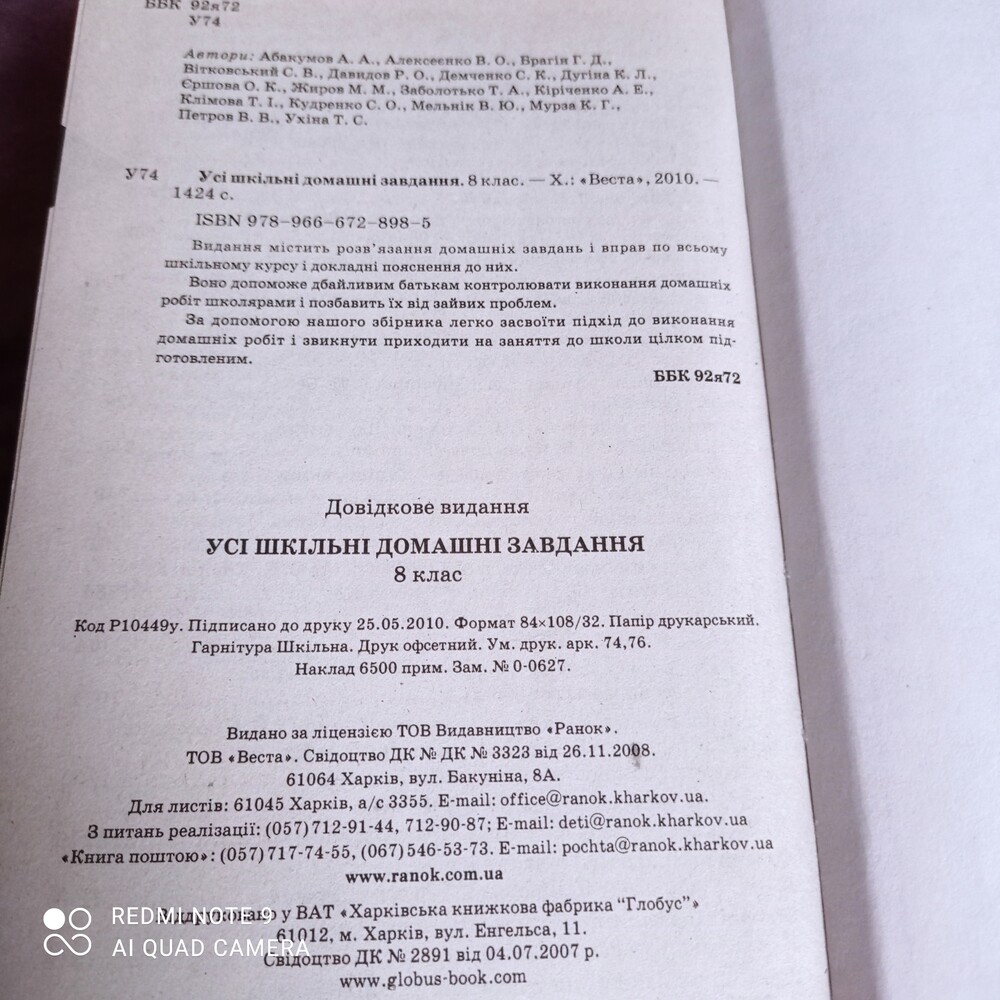 ББК 92я72
У74
Автори: Абакумов А. А., Алексеєнко В. О., Врагін Г. Д.,
Вітковський С. В., Давидов Р. О., Демченко С. К., Дугіна К. Л.,
Єршова О. К., Жиров М. М., Заболотько Т. А., Кіріченко А. Е.,
Клімова Т. І., Кудренко С. О., Мельнік В. Ю., Мурза К. Г.,
Петров В. В., Ухіна Т. С.
У74 Усі шкільні домашні завдання. 8 клас. — Х.: «Веста», 2010. —
1424 с.
ISBN 978–966–672–898–5
Видання містить розв'язання домашніх завдань і вправ по всьому
шкільному курсу і докладні пояснення до них.
Воно допоможе дбайливим батькам контролювати виконання домашніх
робіт школярами і позбавить їх від зайвих проблем.
За допомогою нашого збірника легко засвоїти підхід до виконання
домашніх робіт і звикнути приходити на заняття до школи цілком під-
готовленим.
ББК 92я72
Довідкове видання
УСІ ШКІЛЬНІ ДОМАШНІ ЗАВДАННЯ
8 клас
Код Р10449у. Підписано до друку 25.05.2010. Формат 84×108/32. Папір друкарський.
Гарнітура Шкільна. Друк офсетний. Ум. друк. арк. 74,76.
Наклад 6500 прим. Зам. № 0-0627.
Видано за ліцензією ТОВ Видавництво «Ранок».
ТОВ «Веста». Свідоцтво ДК № ДК № 3323 від 26.11.2008.
61064 Харків, вул. Бакуніна, 8А.
Для листів: 61045 Харків, а/с 3355. E-mail: office@ranok.kharkov.ua.
З питань реалізації: (057) 712-91-44, 712-90-87; E-mail: deti@ranok.kharkov.ua
«Книга поштою»: (057) 717-74-55, (067) 546-53-73. E-mail: pochta@ranok.kharkov.ua
www.ranok.com.ua
Віддруковано у ВАТ «Харківська книжкова фабрика "Глобус"»
61012, м. Харків, вул. Енгельса, 11.
Свідоцтво ДК № 2891 від 04.07.2007 р.
www.globus-book.com
REDMI NOTE 9
AI QUAD CAMERA